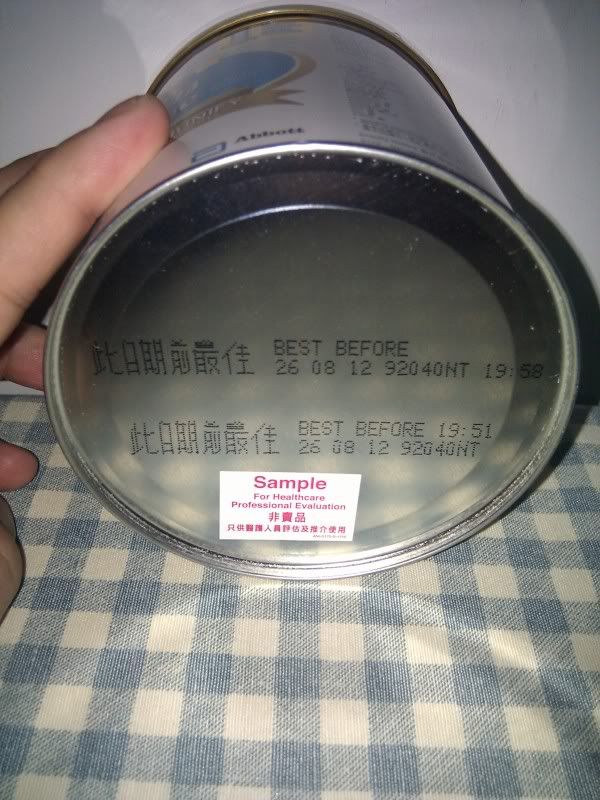 Abbott
此日期前最佳 BEST BEFORE
26 08 12 92040NT 19:58
此日期前最佳 BEST BEFORE 19:51
26 08 12 92040NT
Sample
For Healthcare
Professional Evaluation
非賣品
只供醫護人員評估及推介使用